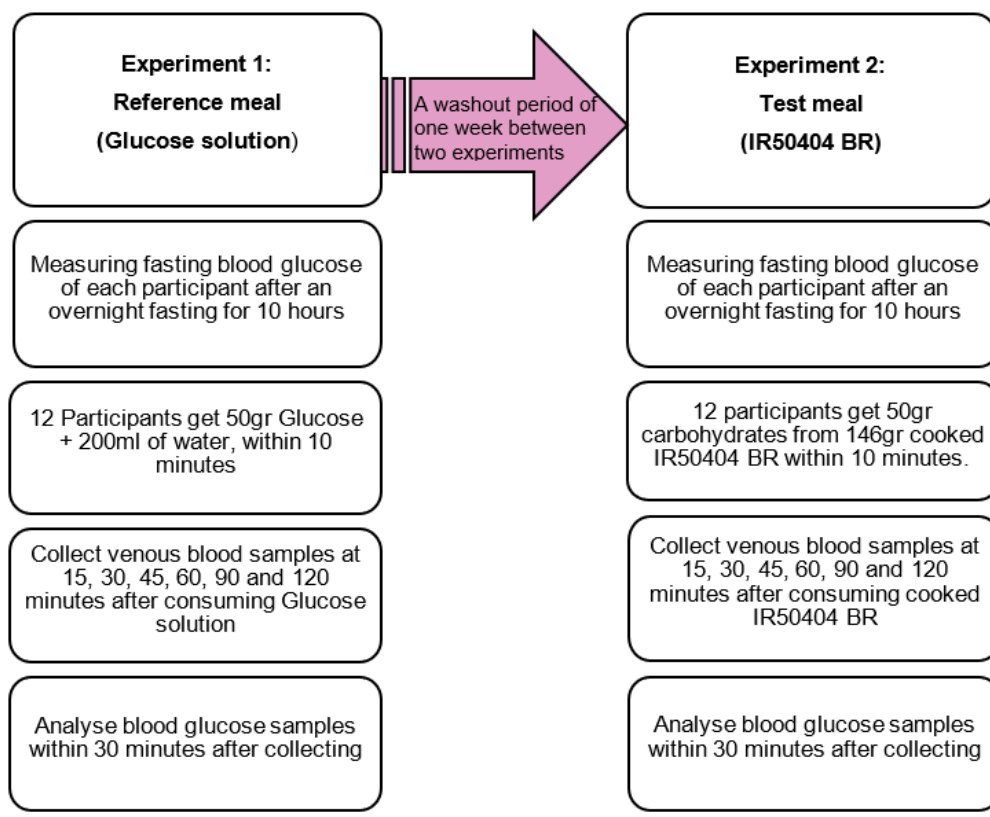 Experiment 1:
Reference meal
(Glucose solution)
A washout period of
one week between
two experiments
Experiment 2:
Test meal
(IR50404 BR)
Measuring fasting blood glucose
of each participant after an
overnight fasting for 10 hours
Measuring fasting blood glucose
of each participant after an
overnight fasting for 10 hours
12 Participants get 50gr Glucose
+ 200ml of water, within 10
minutes
12 participants get 50gr
carbohydrates from 146gr cooked
IR50404 BR within 10 minutes.
Collect venous blood samples at
15, 30, 45, 60, 90 and 120
minutes after consuming Glucose
solution
Collect venous blood samples at
15, 30, 45, 60, 90 and 120
minutes after consuming cooked
IR50404 BR
Analyse blood glucose samples
within 30 minutes after collecting
Analyse blood glucose samples
within 30 minutes after collecting